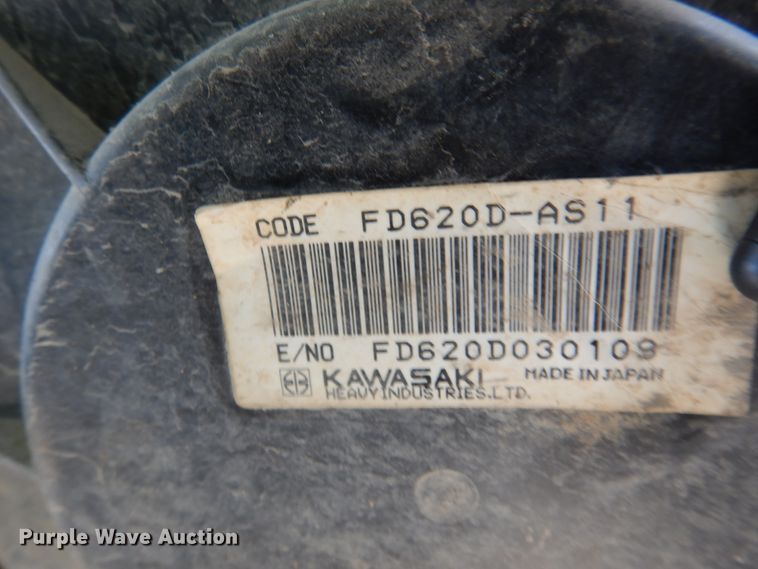 CODE FD620D-AS11
E/NO FD620D030109
KAWASAKI MADE IN JAPAN
HEAVY INDUSTRIES.LTD.
Purple Wave Auction